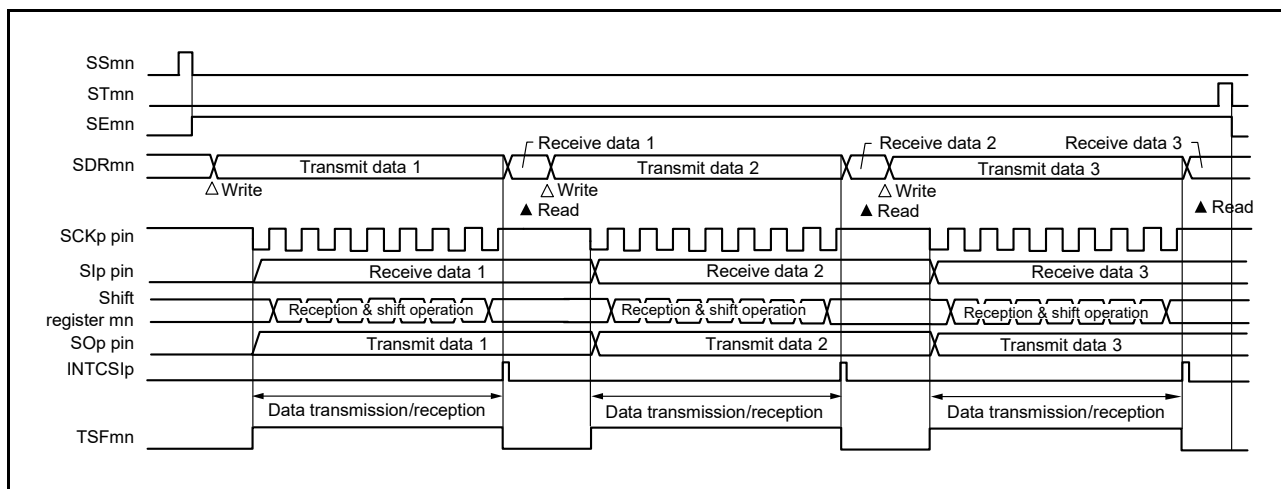 SSmn
STmn
SEmn
Receive data 1 Receive data 2 Receive data 3
SDRmn Transmit data 1 Transmit data 2 Transmit data 3
△ Write △ Write △ Write
▲ Read ▲ Read ▲ Read
SCKp pin
SIp pin Receive data 1 Receive data 2 Receive data 3
Shift
register mn Reception & shift operation Reception & shift operation Reception & shift operation
SOp pin Transmit data 1 Transmit data 2 Transmit data 3
INTCSIp
Data transmission/reception Data transmission/reception Data transmission/reception
TSFmn